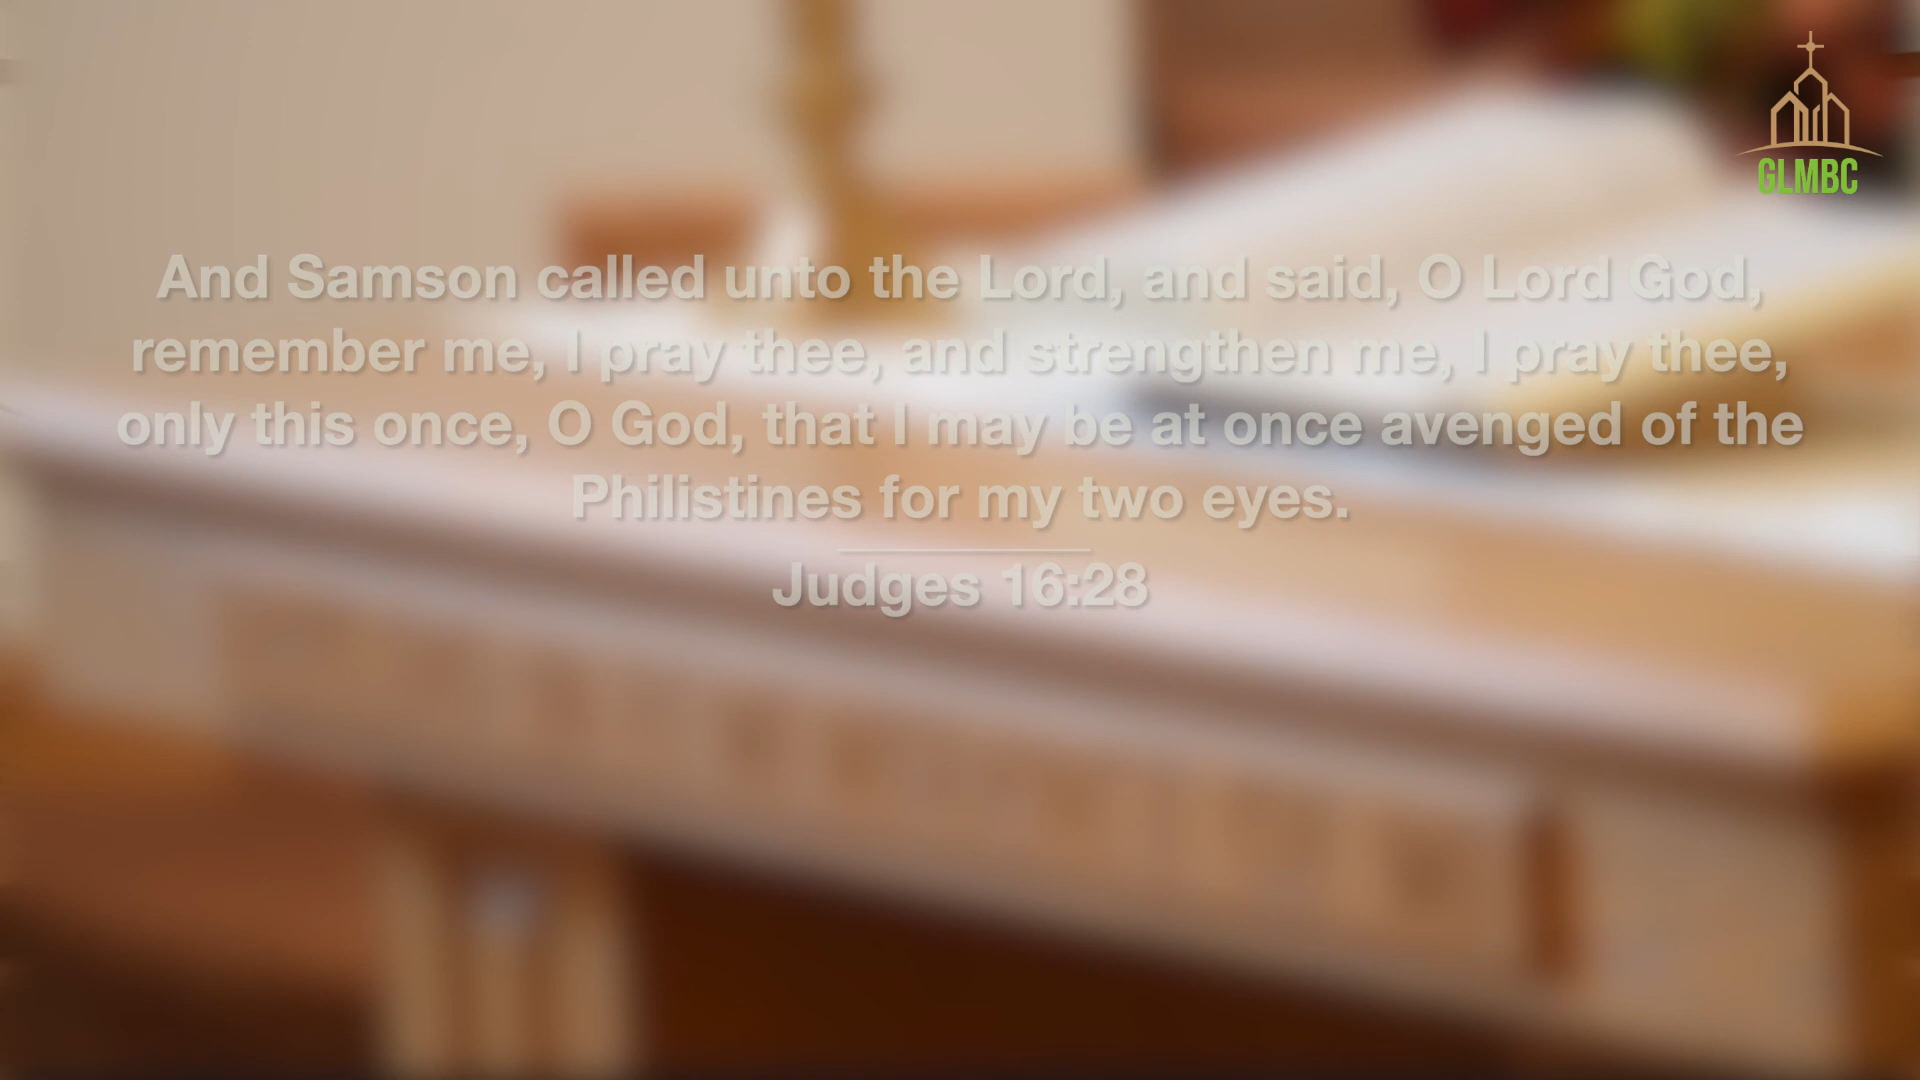 GLMBC
And Samson called unto the Lord, and said, O Lord God,
remember me, I pray thee, and strengthen me, I pray thee,
only this once, O God, that I may be at once avenged of the
Philistines for my two eyes.
Judges 16:28